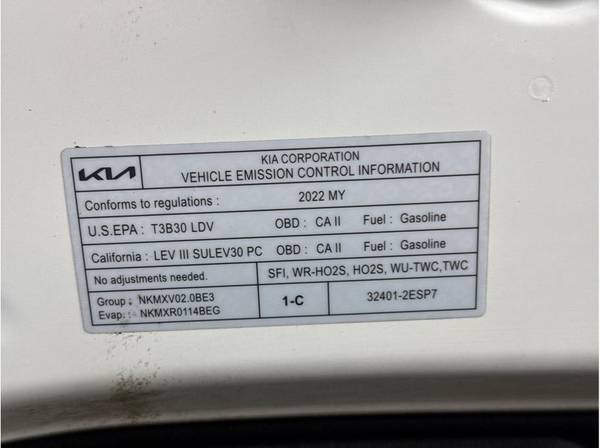 KIA
KIA CORPORATION
VEHICLE EMISSION CONTROL INFORMATION
Conforms to regulations : 2022 MY
U.S.EPA : T3B30 LDV OBD : CA II Fuel : Gasoline
California : LEV III SULEV30 PC OBD : CA II Fuel : Gasoline
No adjustments needed. SFI, WR-HO2S, HO2S, WU-TWC,TWC
Group : NKMXV02.0BE3
Evap. : NKMXR0114BEG
1-C
32401-2ESP7